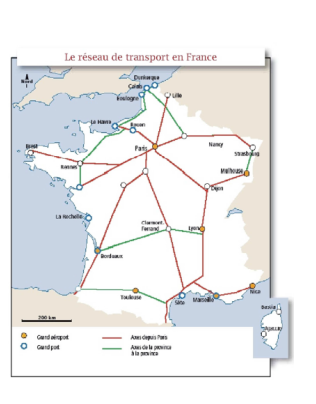 Le réseau de transport en France
Nord
Dunkerque
Calais
Boulogne
Lille
Le Havre
Rouen
Paris
Nancy
Strasbourg
Brest
Rennes
Mulhouse
Dijon
La Rochelle
Clermont-
Ferrand
Lyon
Bordeaux
Toulouse
Sète
Marseille
Nice
Bastia
Ajaccio
200 km
Grand aéroport
Grand port
Axes depuis Paris
Axes de la province
à la province